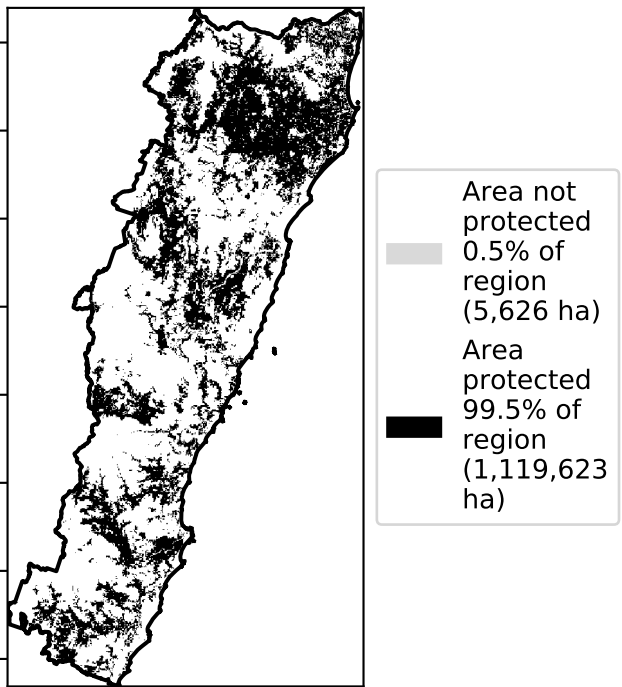 Area not
protected
0.5% of
region
(5,626 ha)
Area
protected
99.5% of
region
(1,119,623
ha)